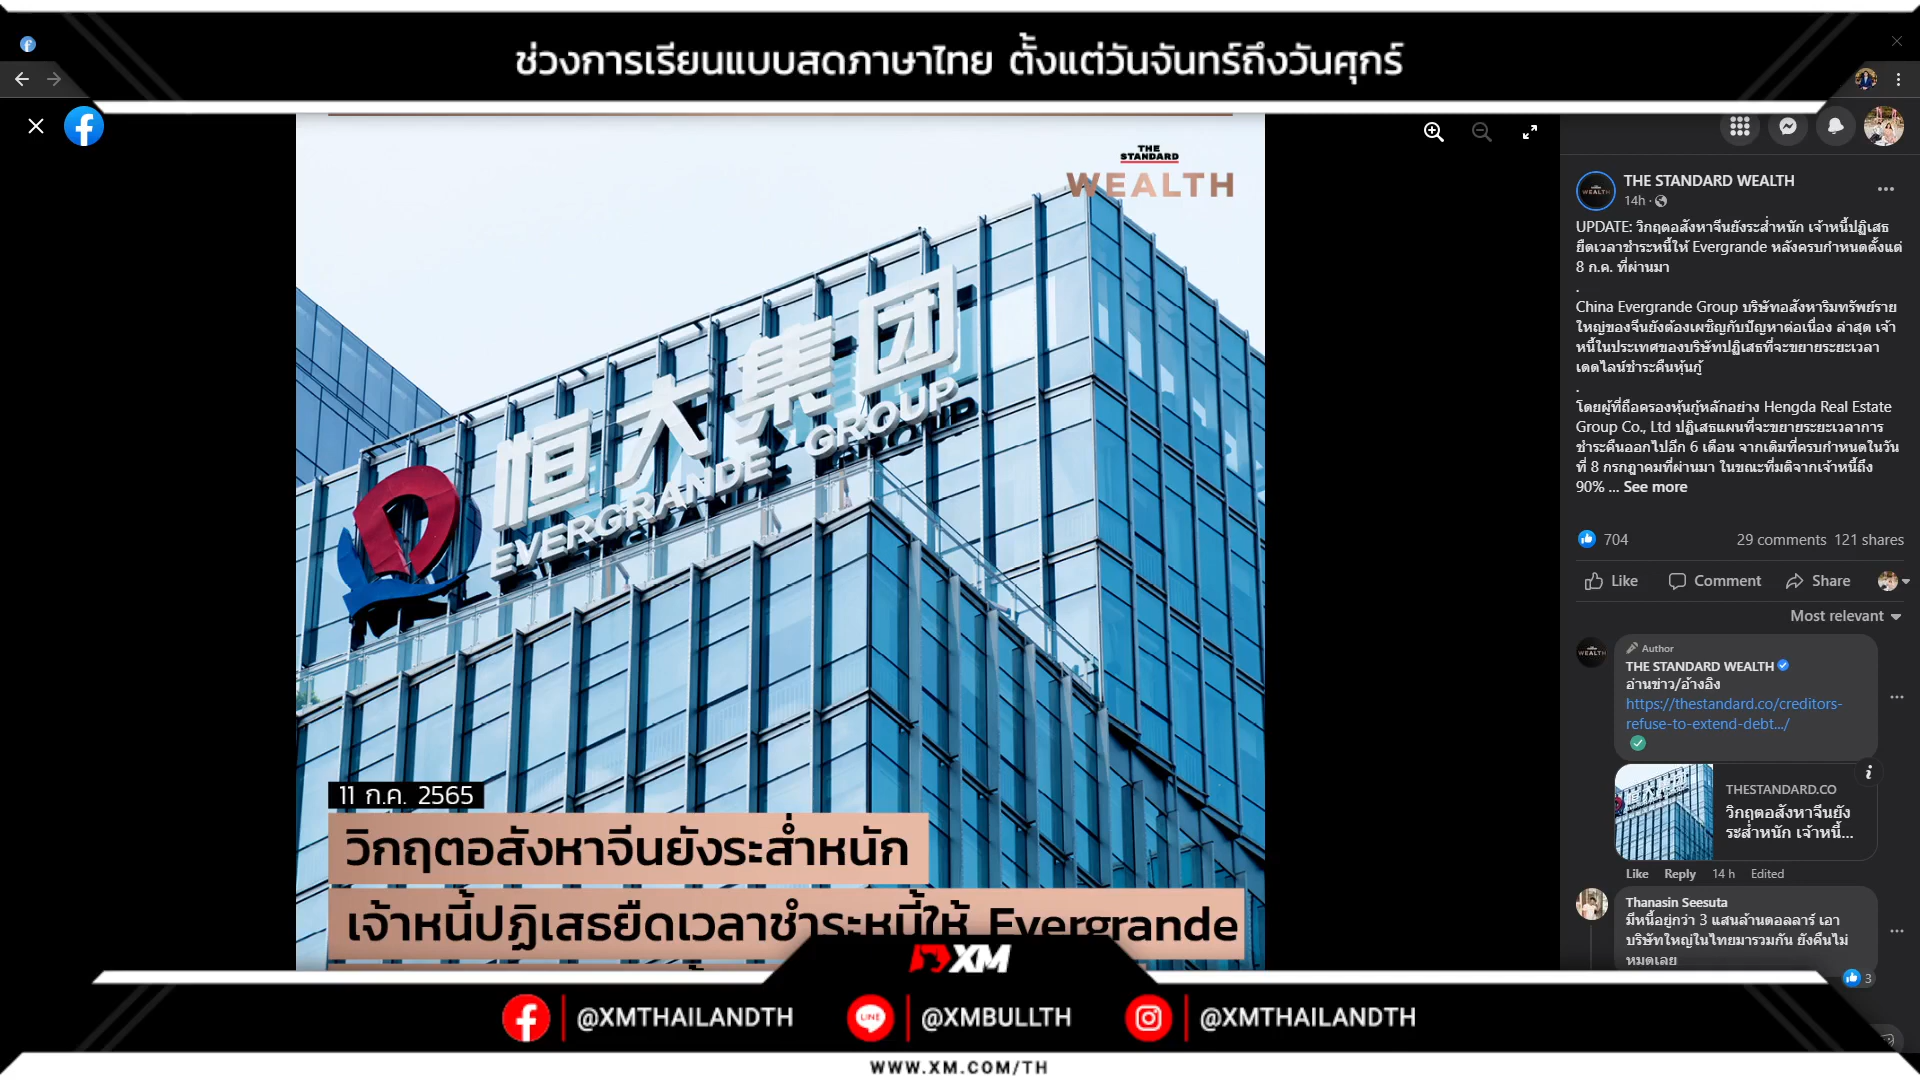 ช่วงการเรียนแบบสดภาษาไทย ตั้งแต่วันจันทร์ถึงวันศุกร์
THE
STANDARD
WEALTH
恒大集团
EVERGRANDE GROUP
11 ก.ค. 2565
วิกฤตอสังหาจีนยังระส่ำหนัก
เจ้าหนี้ปฏิเสธยืดเวลาชำระหนี้ให้ Evergrande
THE STANDARD WEALTH
14h
UPDATE: วิกฤตอสังหาจีนยังระส่ำหนัก เจ้าหนี้ปฏิเสธ
ยืดเวลาชำระหนี้ให้ Evergrande หลังครบกำหนดตั้งแต่
8 ก.ค. ที่ผ่านมา
.
China Evergrande Group บริษัทอสังหาริมทรัพย์ราย
ใหญ่ของจีนยังต้องเผชิญกับปัญหาต่อเนื่อง ล่าสุด เจ้า
หนี้ในประเทศของบริษัทปฏิเสธที่จะขยายระยะเวลา
เดดไลน์ชำระคืนหุ้นกู้
.
โดยผู้ที่ถือครองหุ้นกู้หลักอย่าง Hengda Real Estate
Group Co., Ltd ปฏิเสธแผนที่จะขยายระยะเวลาการ
ชำระคืนออกไปอีก 6 เดือน จากเดิมที่ครบกำหนดในวัน
ที่ 8 กรกฎาคมที่ผ่านมา ในขณะที่มติจากเจ้าหนี้ถึง
90% ... See more
704 29 comments 121 shares
Like Comment Share
Most relevant
WEALTH
Author
THE STANDARD WEALTH
อ่านข่าว/อ้างอิง
https://thestandard.co/creditors-
refuse-to-extend-debt.../
THESTANDARD.CO
วิกฤตอสังหาจีนยัง
ระส่ำหนัก เจ้าหนี้...
Like Reply 14 h Edited
Thanasin Seesuta
มีหนี้อยู่กว่า 3 แสนล้านดอลลาร์ เอา
บริษัทใหญ่ในไทยมารวมกัน ยังคืนไม่
หมดเลย
3
XM
@XMTHAILANDTH
LINE
@XMBULLTH
@XMTHAILANDTH
WWW.XM.COM/TH